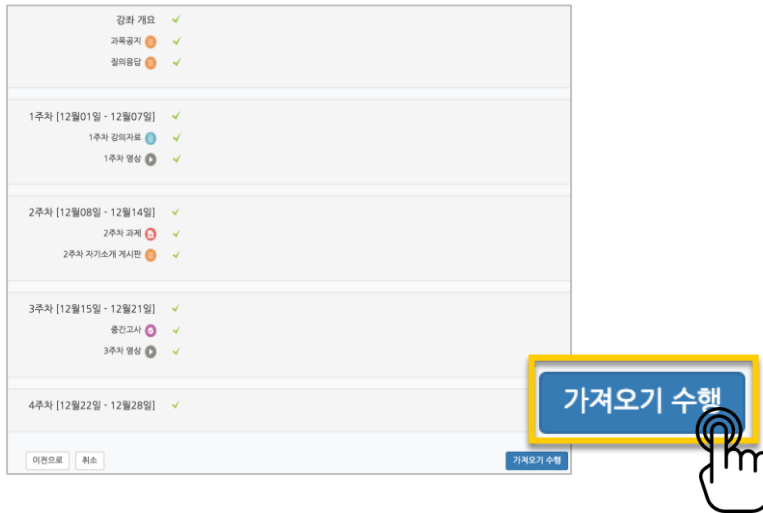 강좌 개요
과목공지
질의응답
1주차 [12월01일 - 12월07일]
1주차 강의자료
1주차 영상
2주차 [12월08일 - 12월14일]
2주차 과제
2주차 자기소개 게시판
3주차 [12월15일 - 12월21일]
중간고사
3주차 영상
4주차 [12월22일 - 12월28일]
가져오기 수행
이전으로 취소 가져오기 수행